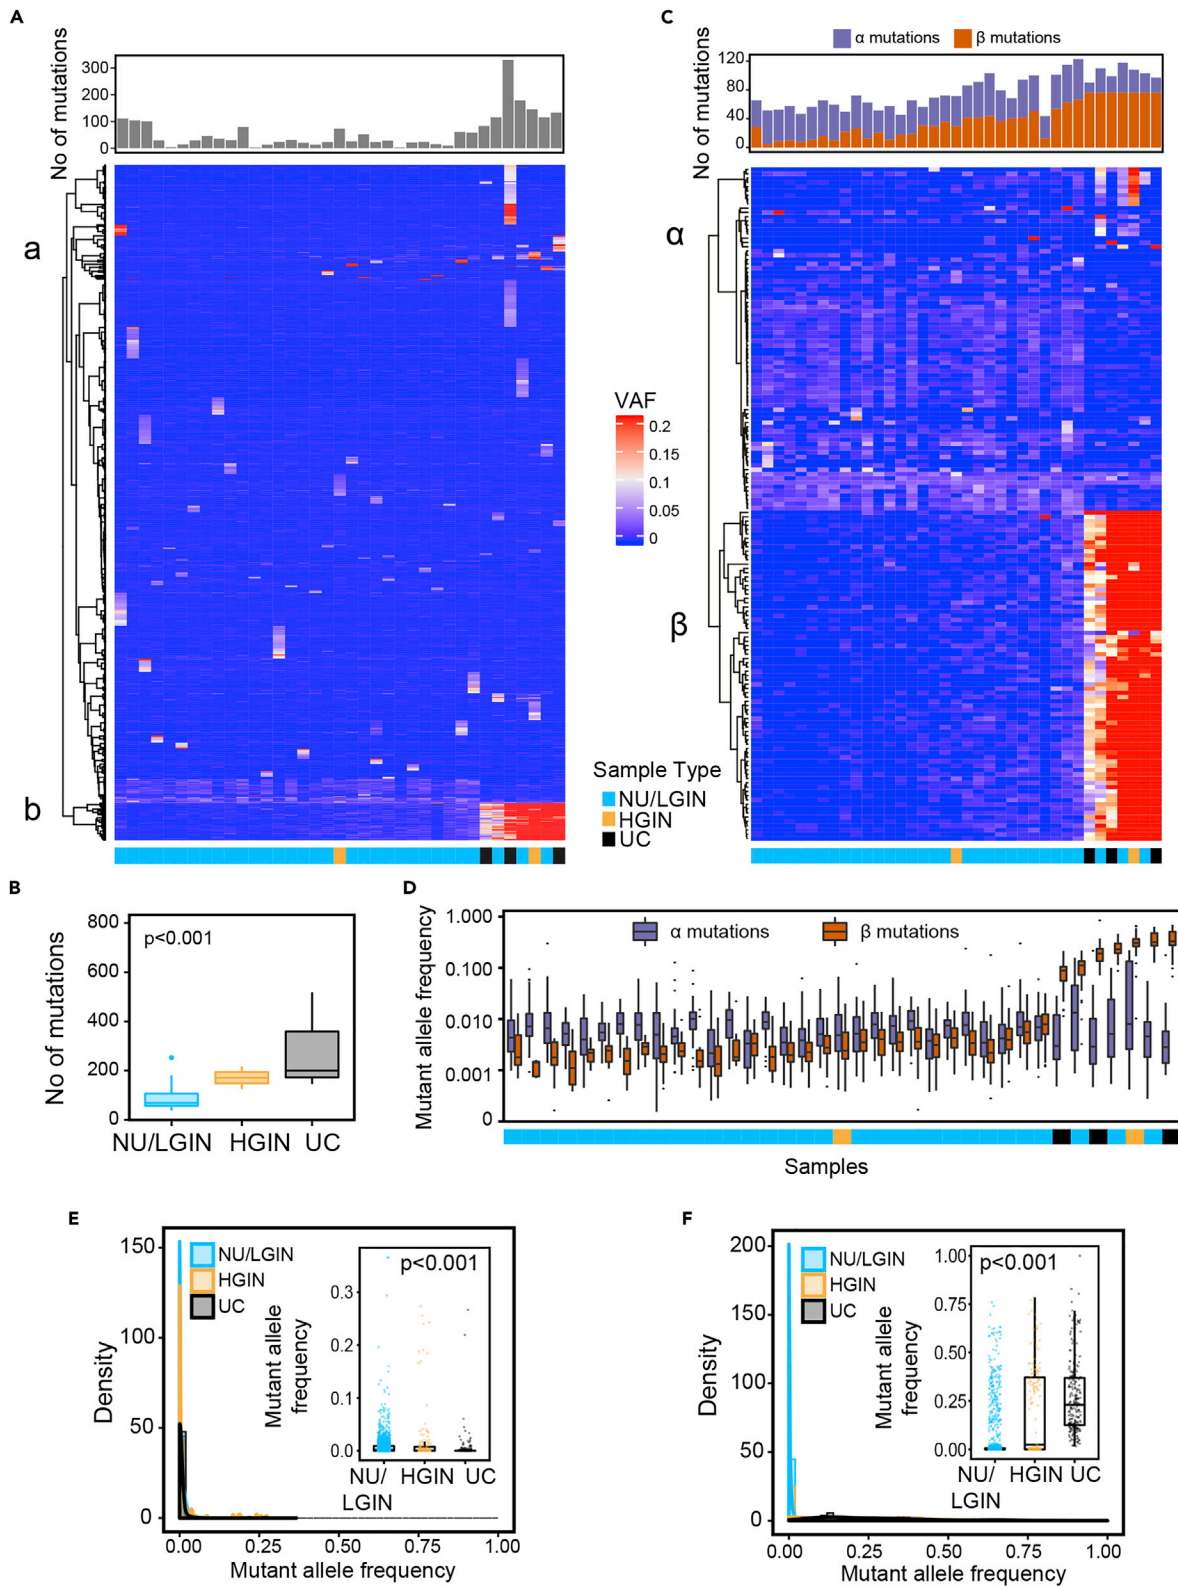 A
No of mutations
300
200
100
0
a
b
C
α mutations
β mutations
No of mutations
120
80
40
0
α
β
VAF
0.2
0.15
0.1
0.05
0
Sample Type
NU/LGIN
HGIN
UC
B
No of mutations
800
600
400
200
0
p<0.001
NU/LGIN HGIN UC
D
Mutant allele frequency
1.000
0.100
0.010
0.001
0
α mutations
β mutations
Samples
E
Density
150
100
50
0
NU/LGIN
HGIN
UC
Mutant allele
frequency
p<0.001
0.3
0.2
0.1
0.0
NU/
LGIN
HGIN
UC
0.00 0.25 0.50 0.75 1.00
Mutant allele frequency
F
Density
200
150
100
50
0
NU/LGIN
HGIN
UC
Mutant allele
frequency
p<0.001
1.00
0.75
0.50
0.25
0.00
NU/
LGIN
HGIN
UC
0.00 0.25 0.50 0.75 1.00
Mutant allele frequency